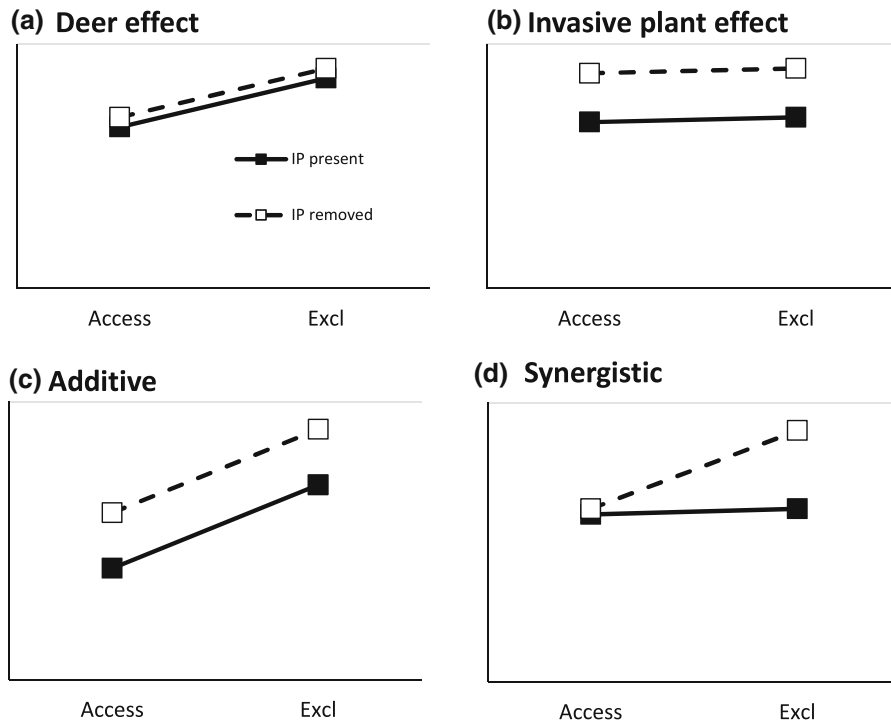 (a) Deer effect
IP present
IP removed
Access Excl
(b) Invasive plant effect
Access Excl
(c) Additive
Access Excl
(d) Synergistic
Access Excl